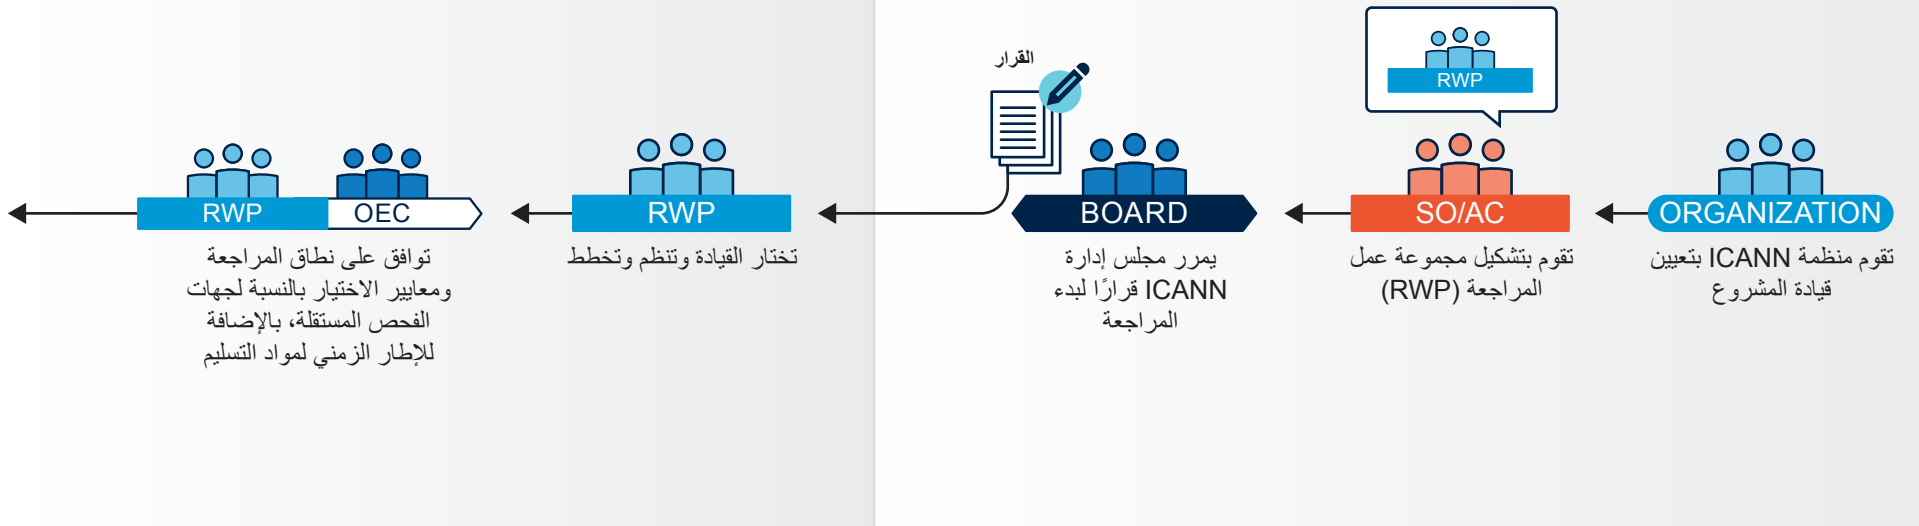 RWP
ORGANIZATION
تقوم منظمة ICANN بتعيين
قيادة المشروع
SO/AC
تقوم بتشكيل مجموعة عمل
المراجعة (RWP)
القرار
BOARD
يمرر مجلس إدارة
ICANN قرارًا لبدء
المراجعة
RWP
تختار القيادة وتنظم وتخطط
RWP
OEC
توافق على نطاق المراجعة
ومعايير الاختيار بالنسبة لجهات
الفحص المستقلة، بالإضافة
للإطار الزمني لمواد التسليم